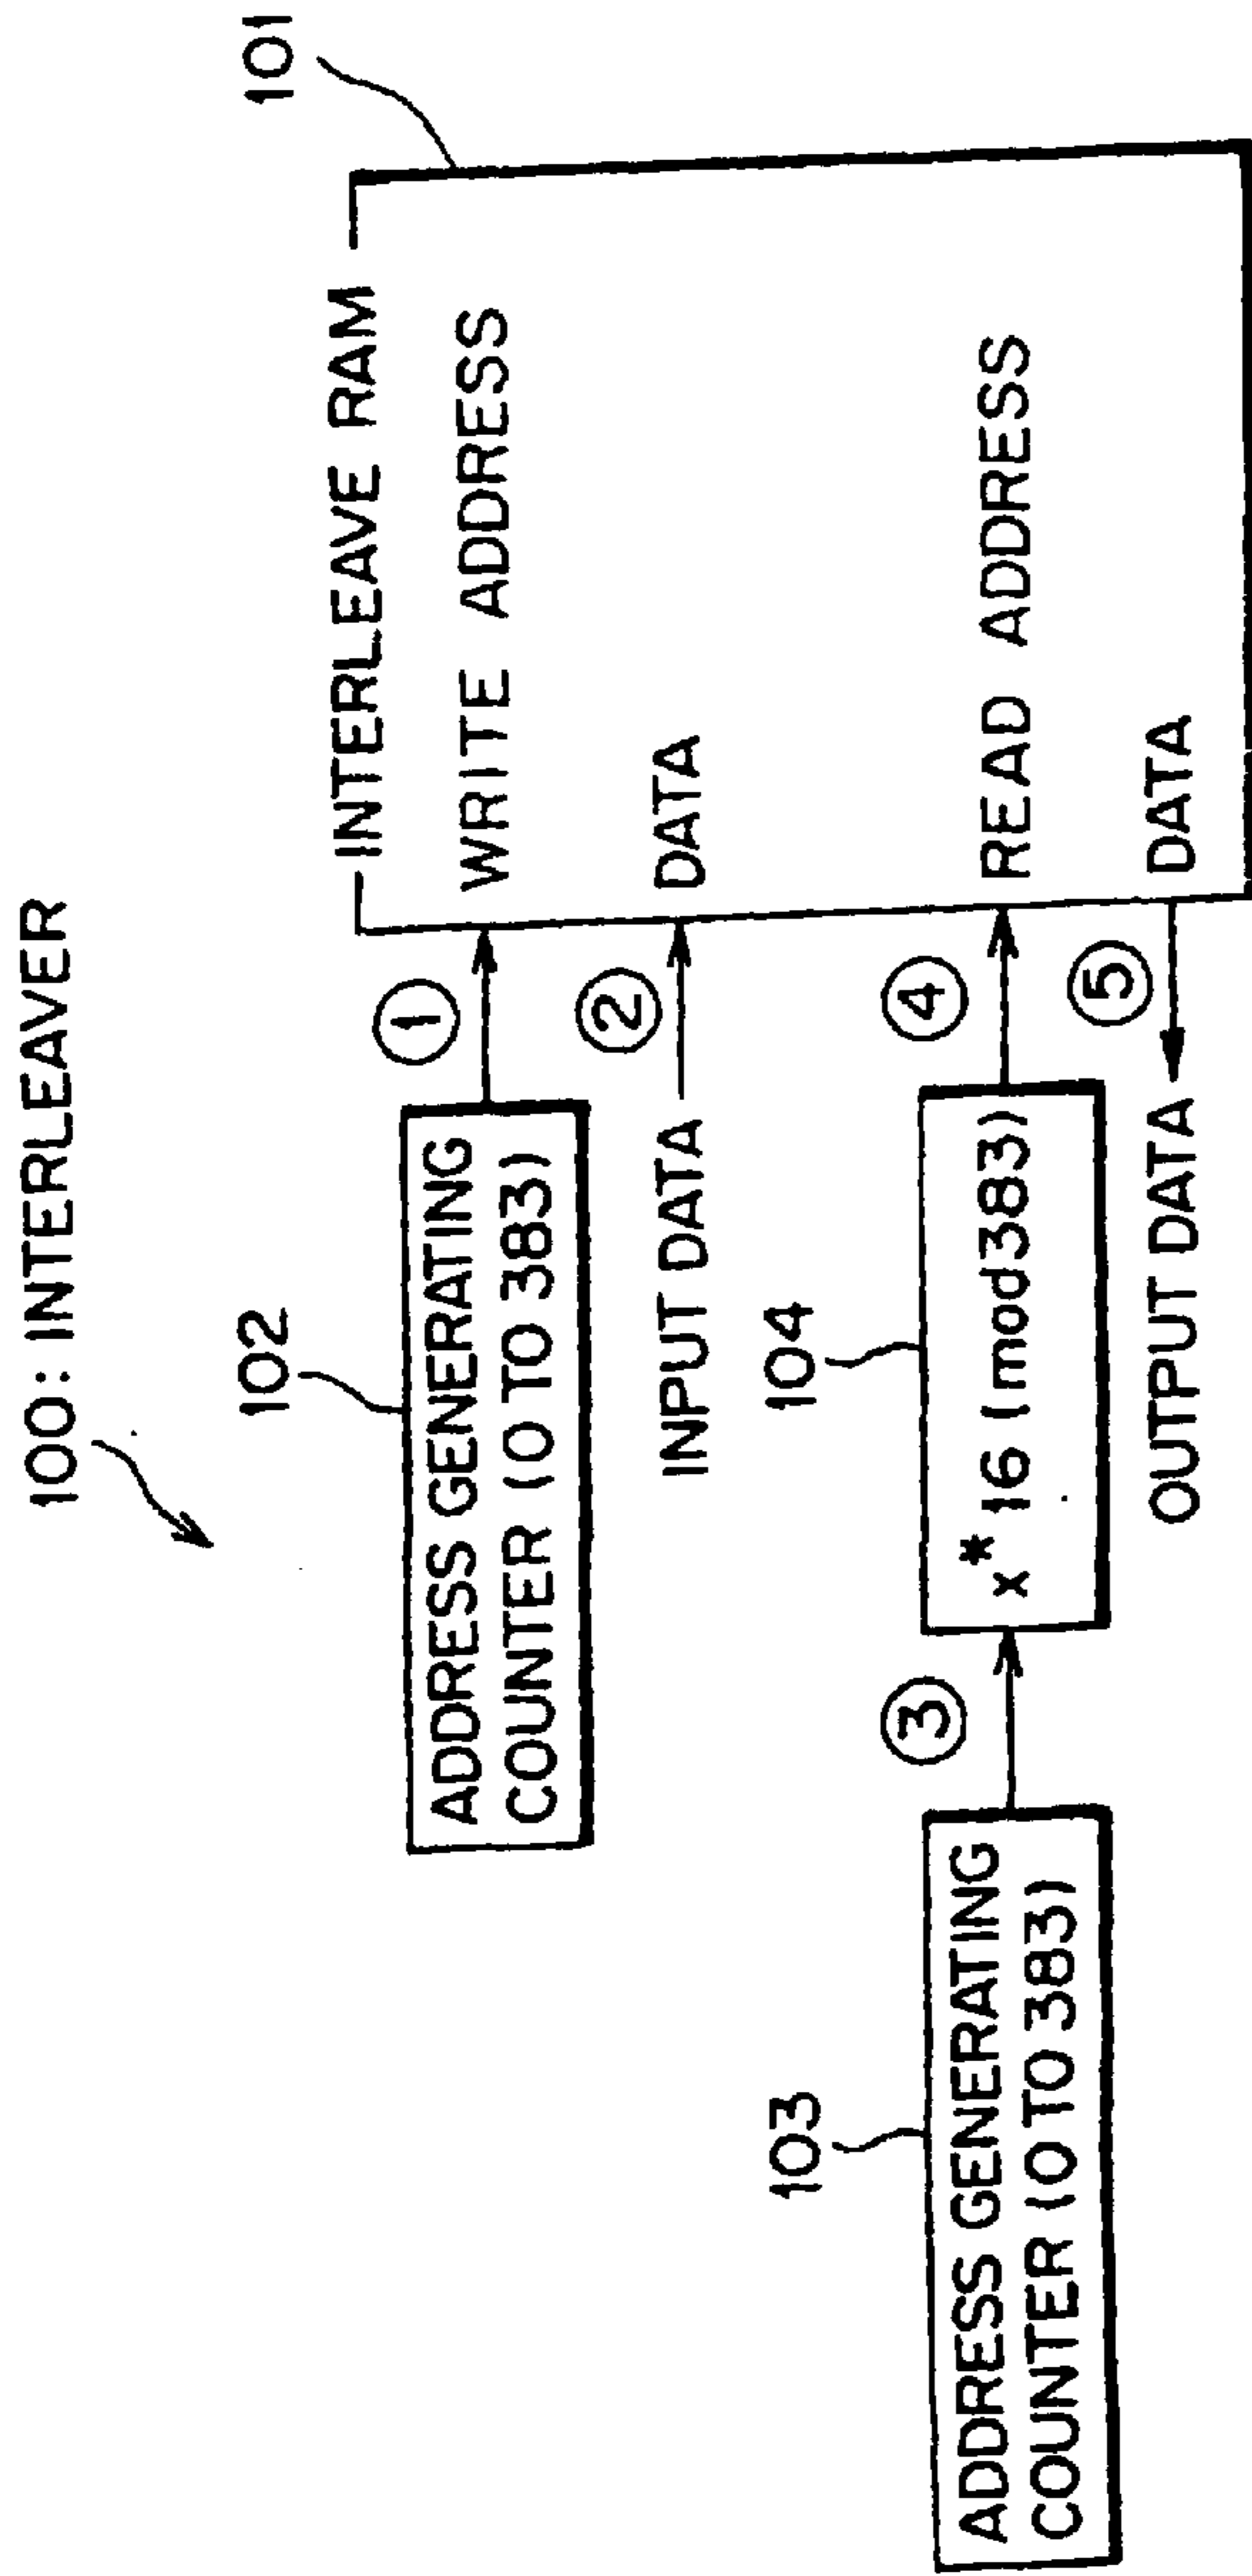 100: INTERLEAVER
101
INTERLEAVE RAM
102
ADDRESS GENERATING
COUNTER (0 TO 383)
①
WRITE ADDRESS
INPUT DATA
②
DATA
103
ADDRESS GENERATING
COUNTER (0 TO 383)
③
104
x*16 (mod383)
④
READ ADDRESS
OUTPUT DATA
⑤
DATA